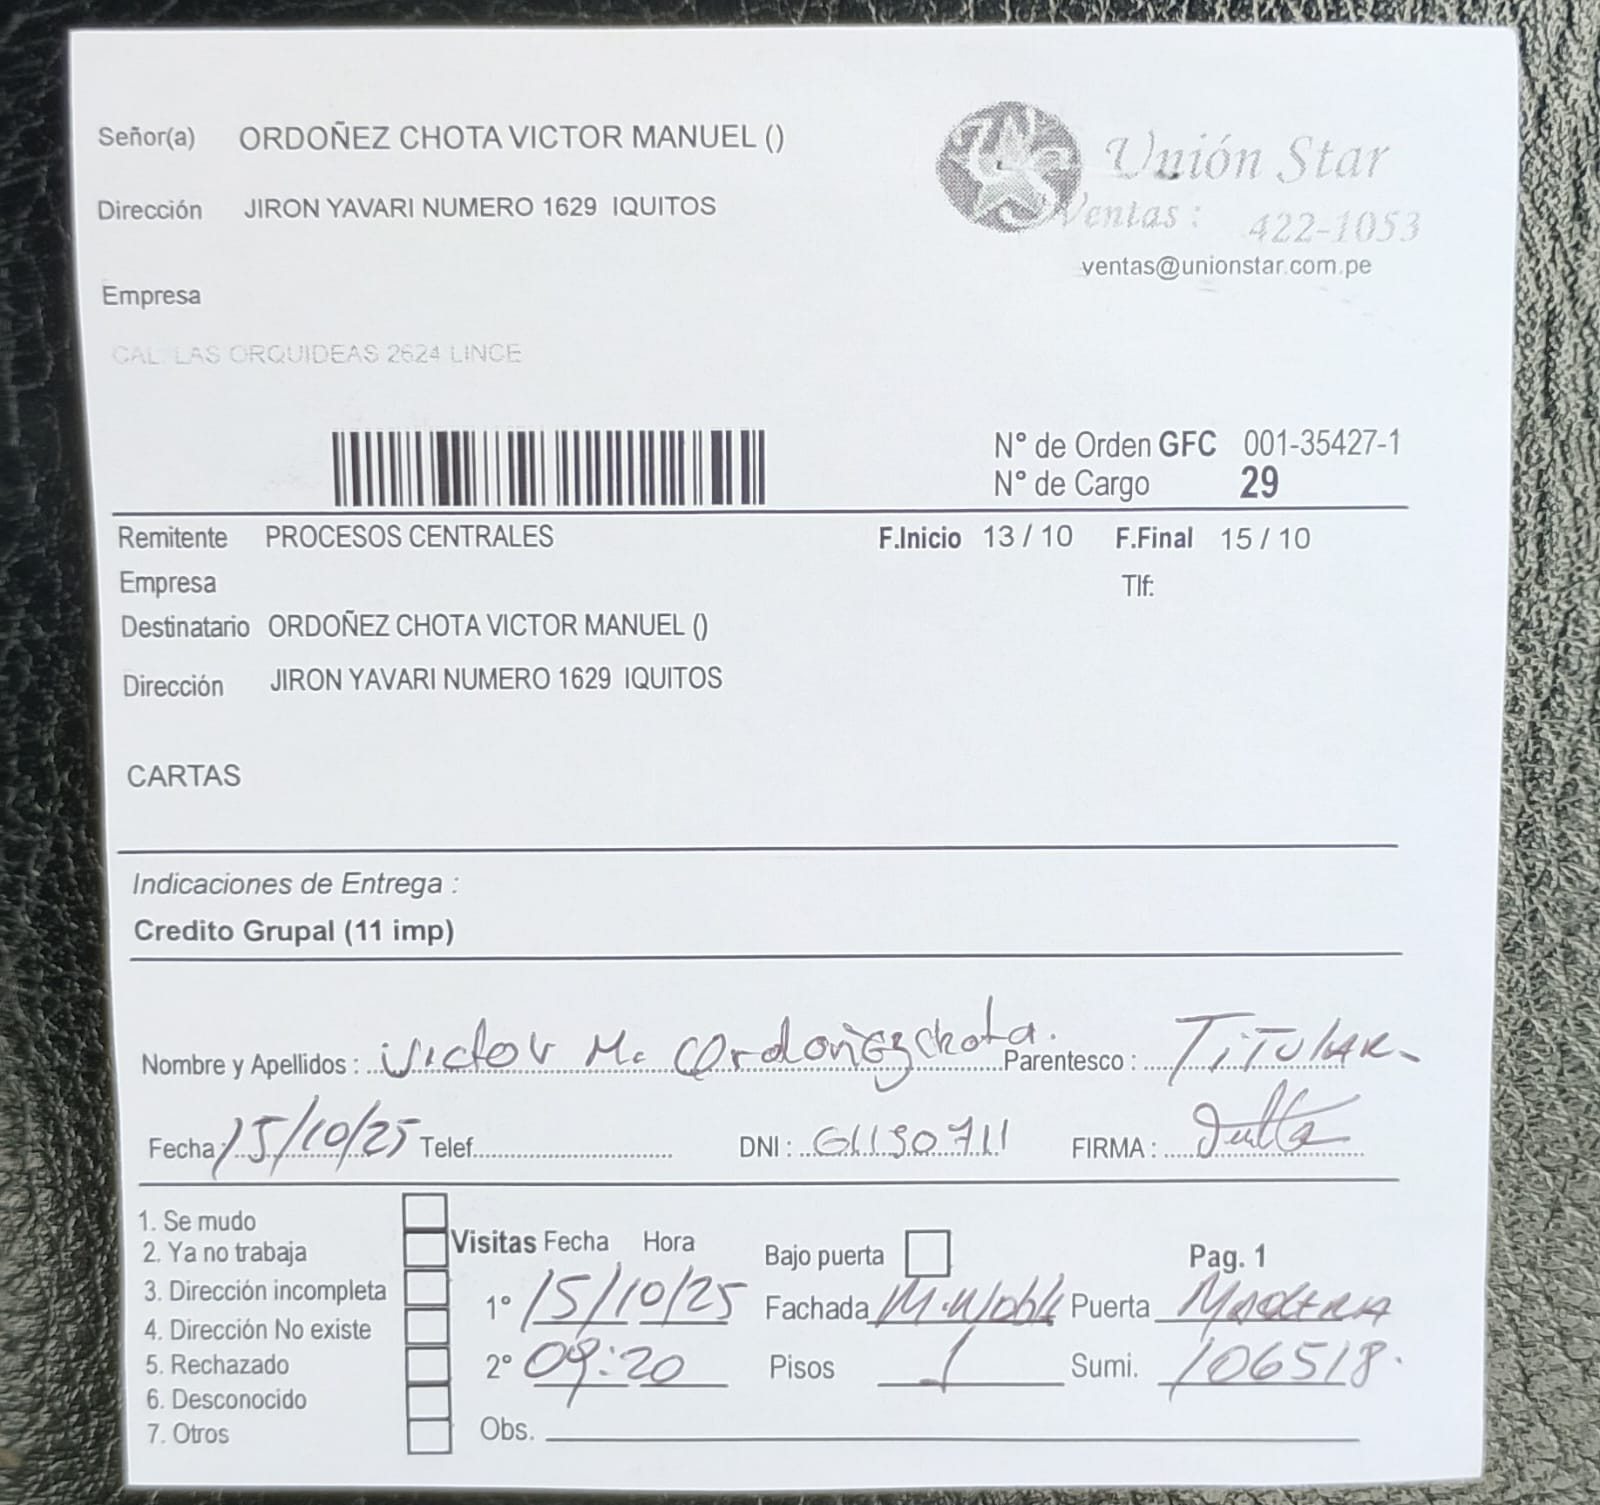 Señor(a) ORDOÑEZ CHOTA VICTOR MANUEL ()
Unión Star
Dirección JIRON YAVARI NUMERO 1629 IQUITOS
Ventas : 422-1053
ventas@unionstar.com.pe
Empresa
CAL LAS ORQUIDEAS 2624 LINCE
N° de Orden GFC 001-35427-1
N° de Cargo 29
Remitente PROCESOS CENTRALES F.Inicio 13 / 10 F.Final 15 / 10
Empresa Tlf:
Destinatario ORDOÑEZ CHOTA VICTOR MANUEL ()
Dirección JIRON YAVARI NUMERO 1629 IQUITOS
CARTAS
Indicaciones de Entrega :
Credito Grupal (11 imp)
Nombre y Apellidos : Victor M. Ordoñez chota. Parentesco : TiTULAR
Fecha 15/10/25 Telef. DNI : 61150711 FIRMA :
1. Se mudo
2. Ya no trabaja
3. Dirección incompleta
4. Dirección No existe
5. Rechazado
6. Desconocido
7. Otros
Visitas Fecha Hora Bajo puerta Pag. 1
1° 15/10/25 Fachada Puerta MADERA
2° 09:20 Pisos 1 Sumi. 106518.
Obs.